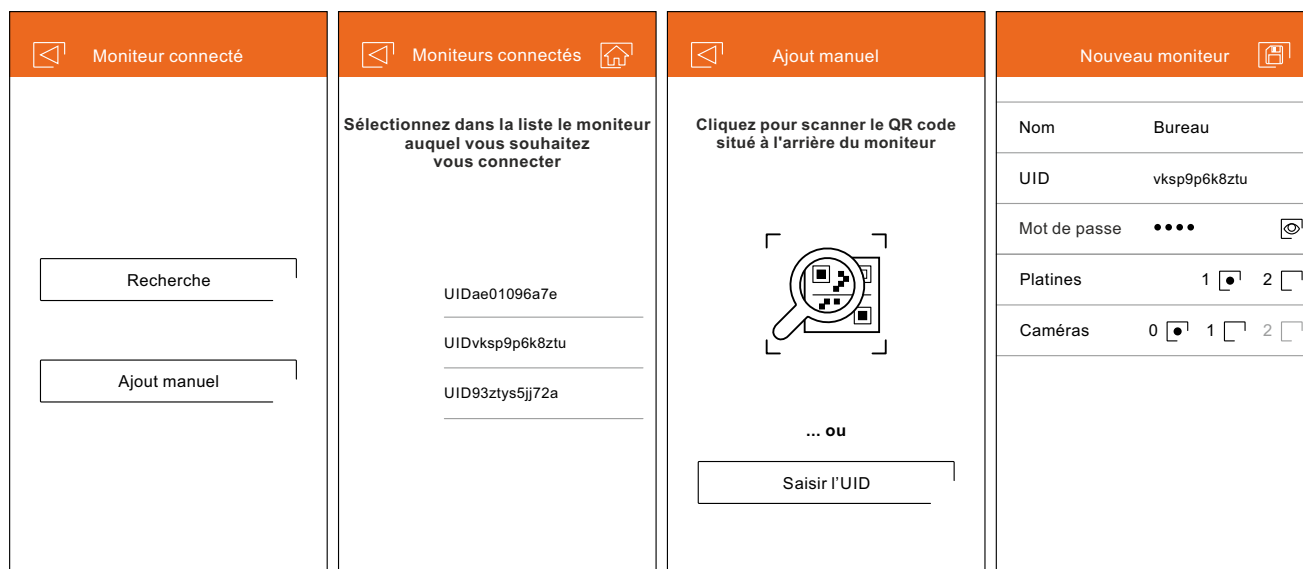 Moniteur connecté
Recherche
Ajout manuel
Moniteurs connectés
Sélectionnez dans la liste le moniteur
auquel vous souhaitez
vous connecter
UIDae01096a7e
UIDvksp9p6k8ztu
UID93ztys5jj72a
Ajout manuel
Cliquez pour scanner le QR code
situé à l'arrière du moniteur
... ou
Saisir l’UID
Nouveau moniteur
Nom Bureau
UID vksp9p6k8ztu
Mot de passe ••••
Platines 1 2
Caméras 0 1 2